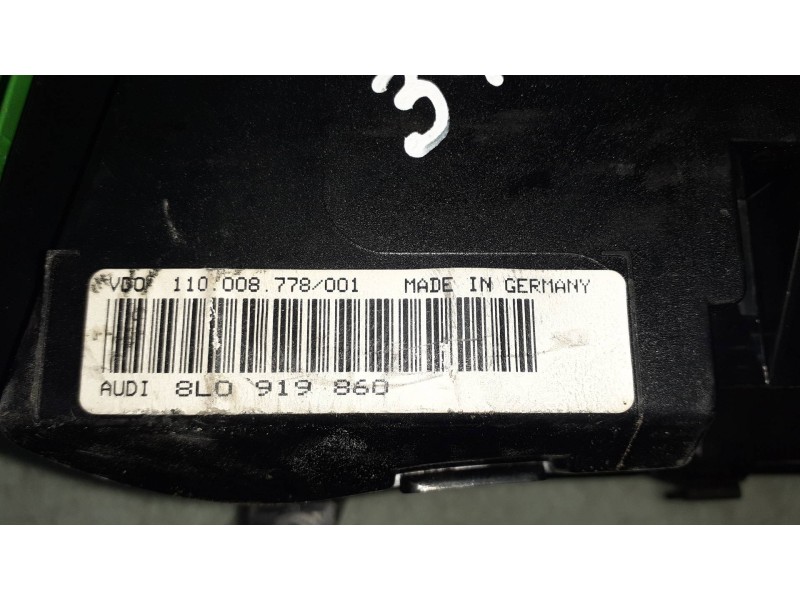 VDO 110.008.778/001 MADE IN GERMANY
AUDI 8L0 919 860